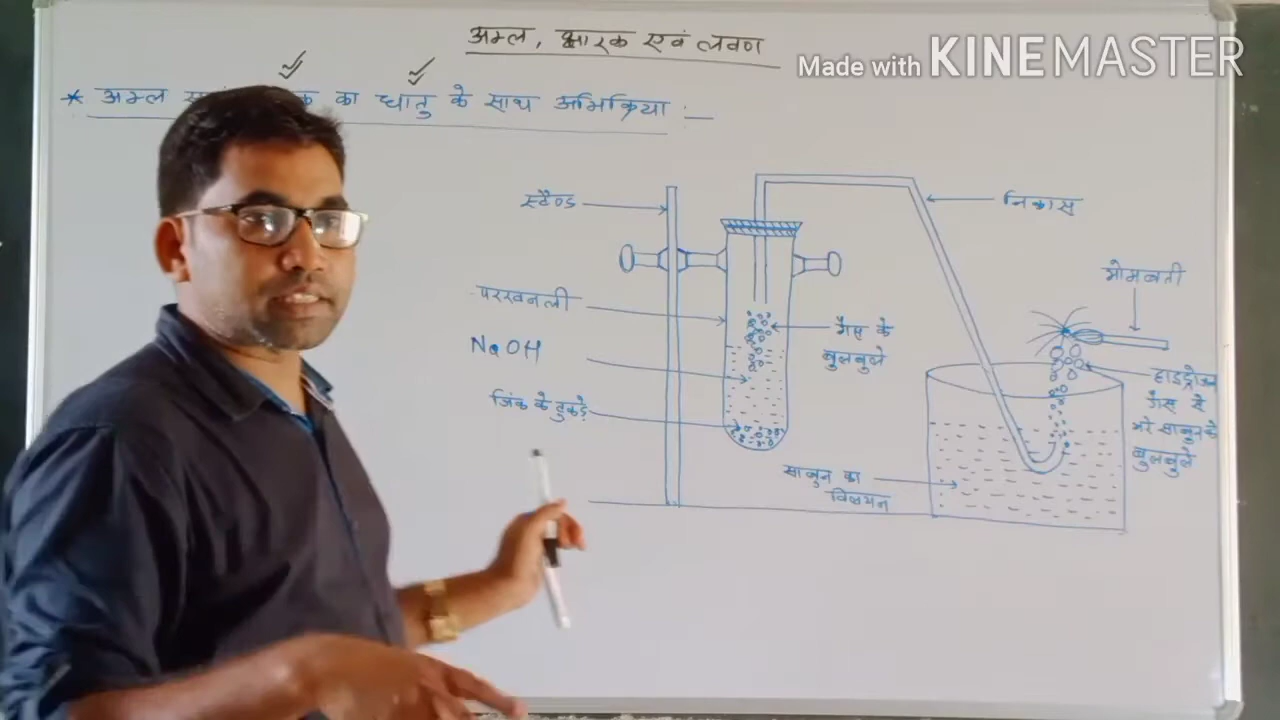 अम्ल, क्षारक एवं लवण
Made with KINEMASTER
* अम्ल का धातु के साथ अभिक्रिया :
स्टैण्ड
निकास
मोमबती
परखनली
गैस के
बुलबुले
NaOH
हाइड्रोजन
गैस से
भरे साबुन के
बुलबुले
जिंक के टुकड़े
साबुन का
विलयन